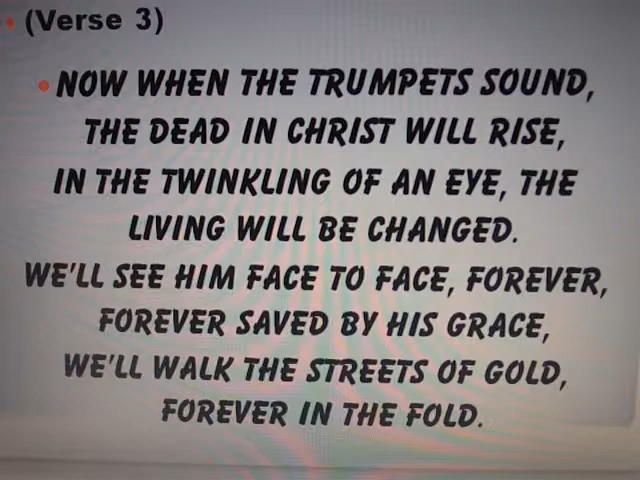 (Verse 3)
NOW WHEN THE TRUMPETS SOUND,
THE DEAD IN CHRIST WILL RISE,
IN THE TWINKLING OF AN EYE, THE
LIVING WILL BE CHANGED.
WE'LL SEE HIM FACE TO FACE, FOREVER,
FOREVER SAVED BY HIS GRACE,
WE'LL WALK THE STREETS OF GOLD,
FOREVER IN THE FOLD.